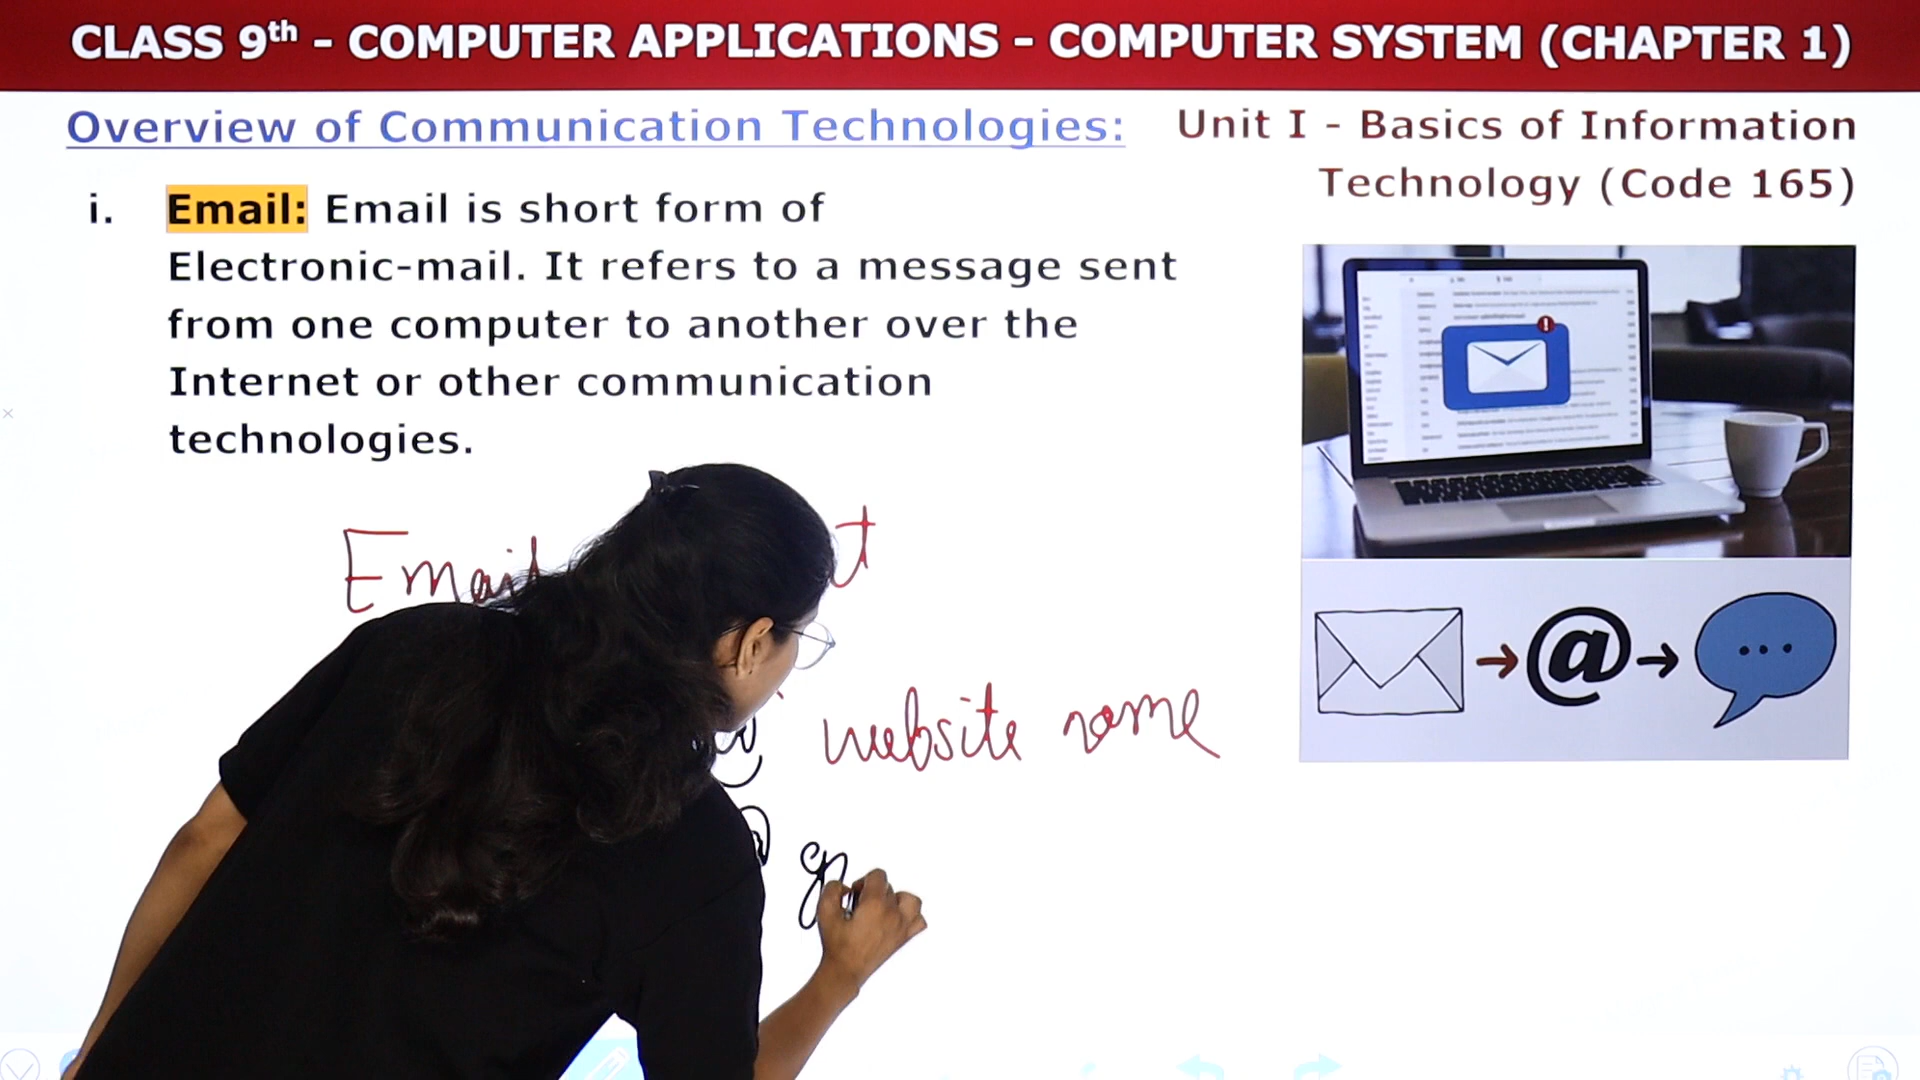 CLASS 9th - COMPUTER APPLICATIONS - COMPUTER SYSTEM (CHAPTER 1)
Overview of Communication Technologies:
Unit I - Basics of Information
Technology (Code 165)
i. Email: Email is short form of
Electronic-mail. It refers to a message sent
from one computer to another over the
Internet or other communication
technologies.
Email
website name
@